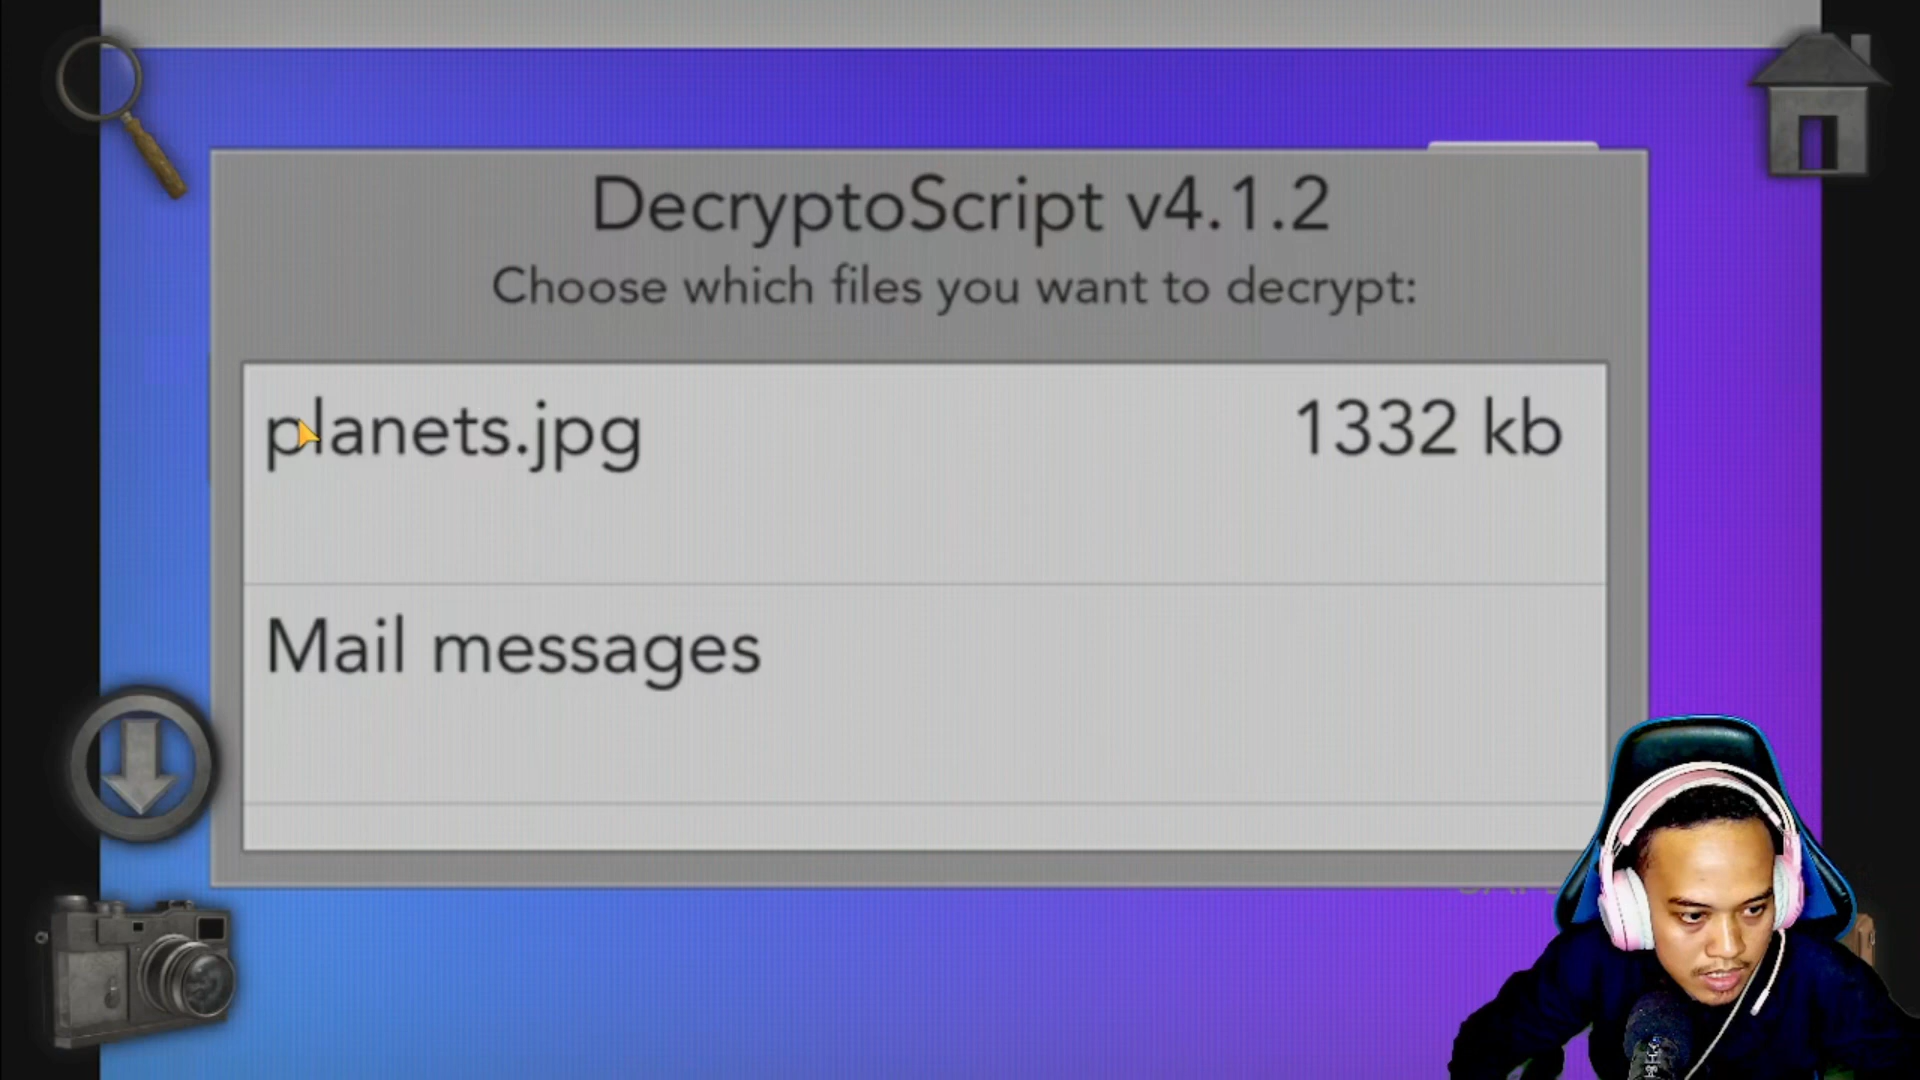 DecryptoScript v4.1.2
Choose which files you want to decrypt:
planets.jpg 1332 kb
Mail messages